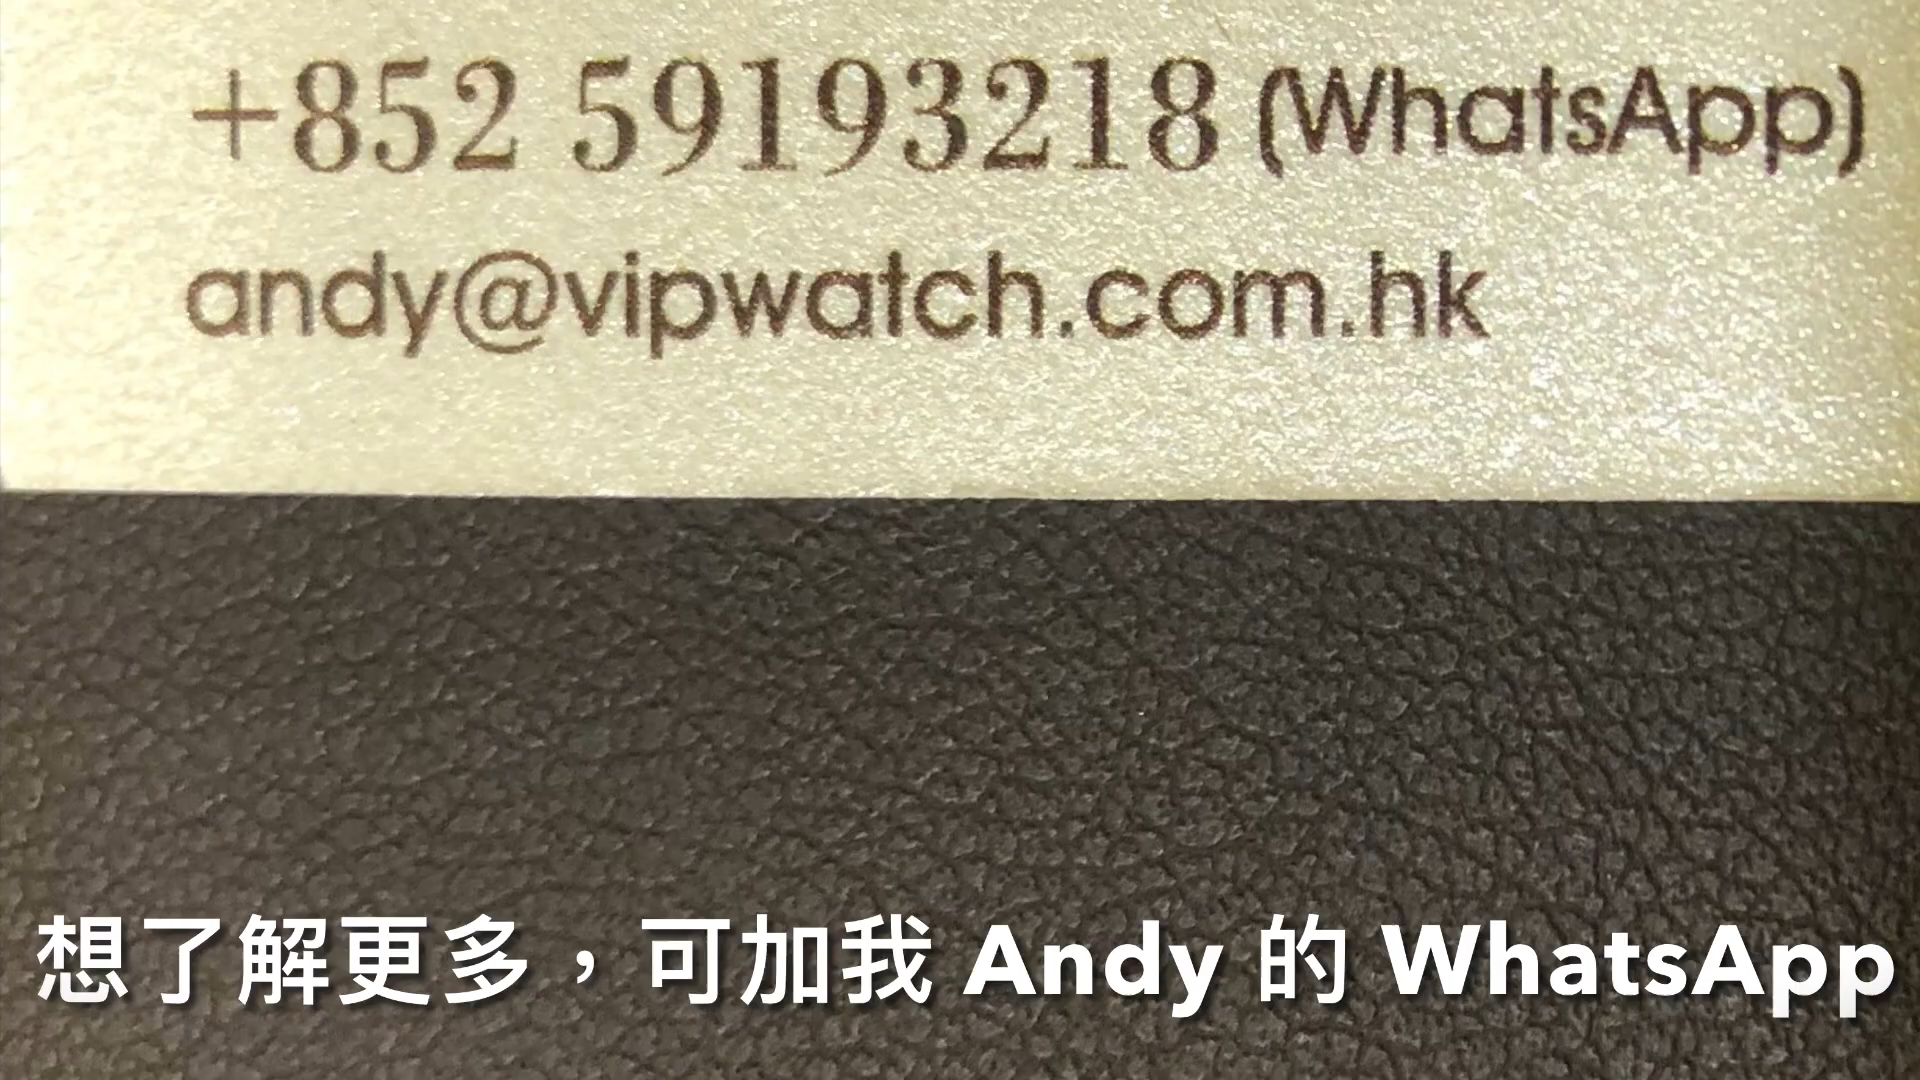 +852 59193218 (WhatsApp)
andy@vipwatch.com.hk
想了解更多，可加我 Andy 的 WhatsApp